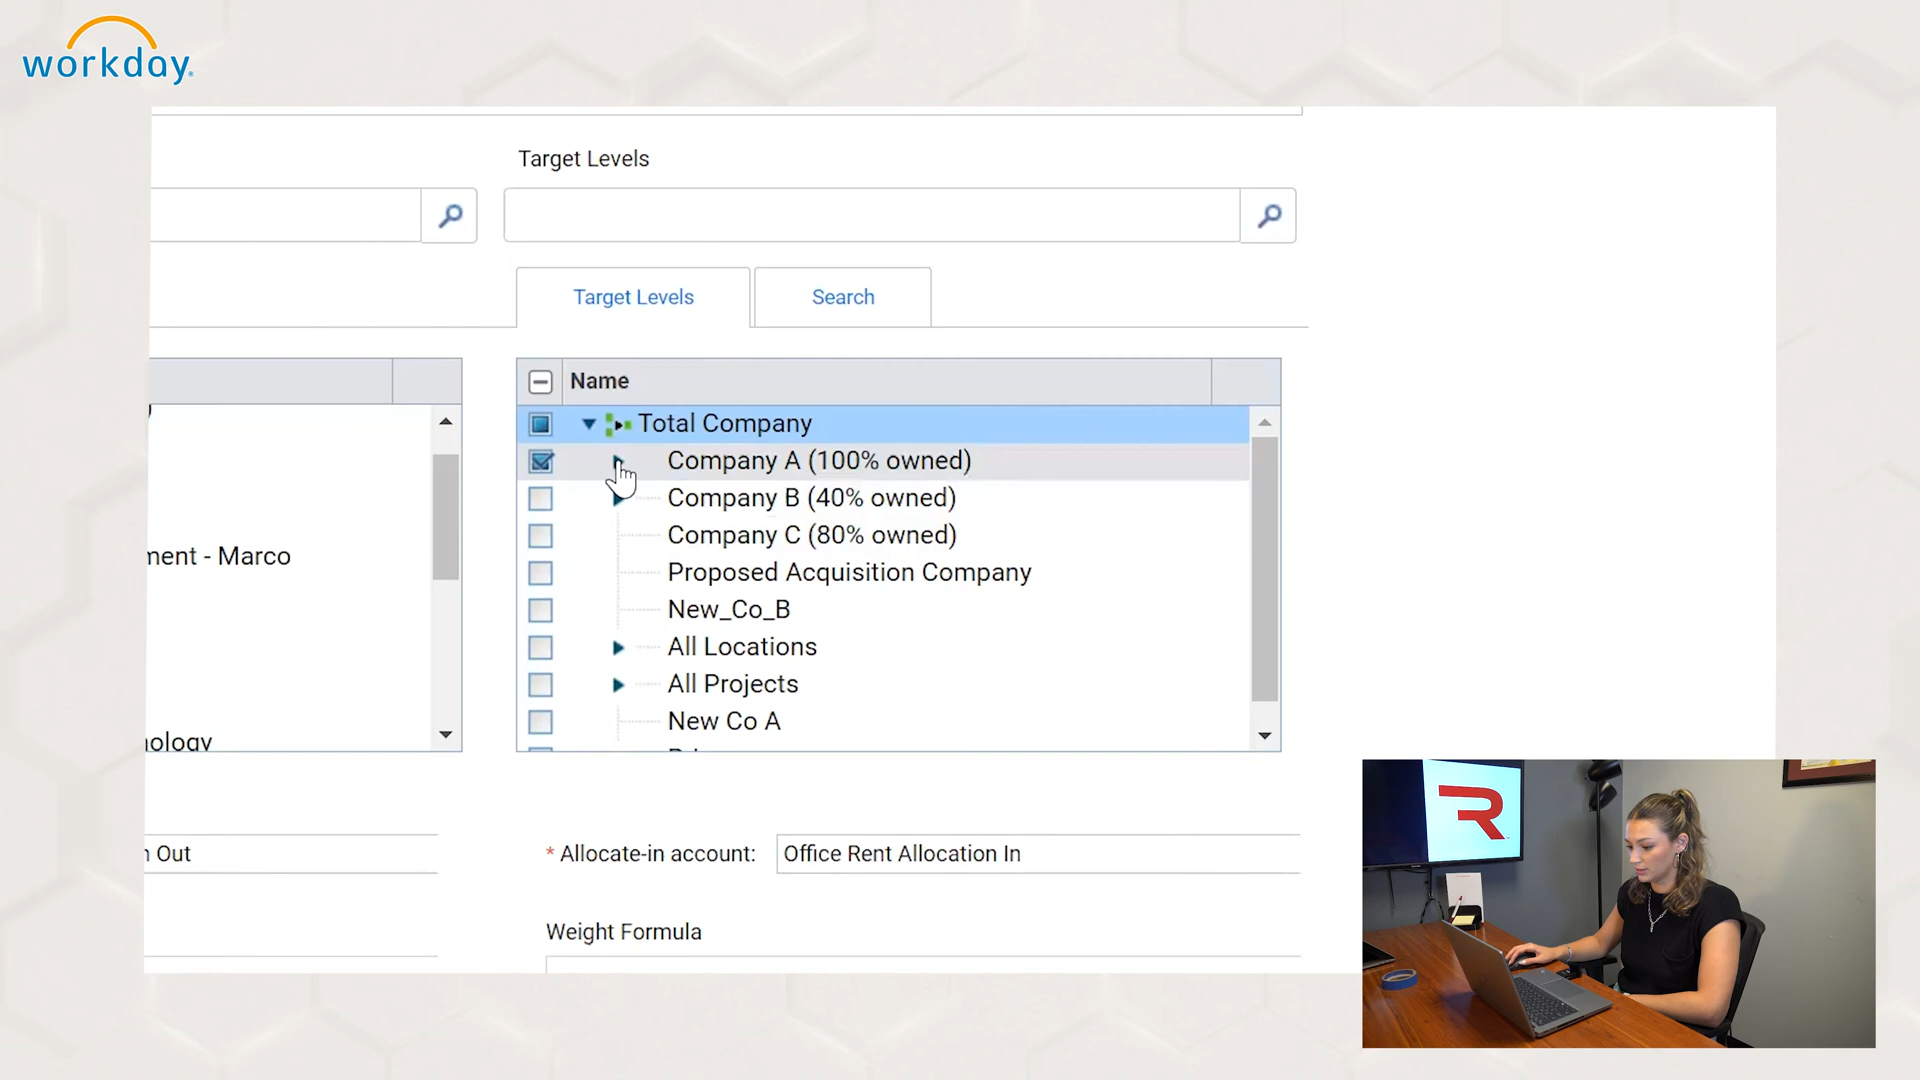 workday.
Target Levels
Target Levels
Search
Name
Total Company
Company A (100% owned)
Company B (40% owned)
Company C (80% owned)
ment - Marco
Proposed Acquisition Company
New_Co_B
All Locations
All Projects
New Co A
nology
n Out
* Allocate-in account:
Office Rent Allocation In
Weight Formula
R